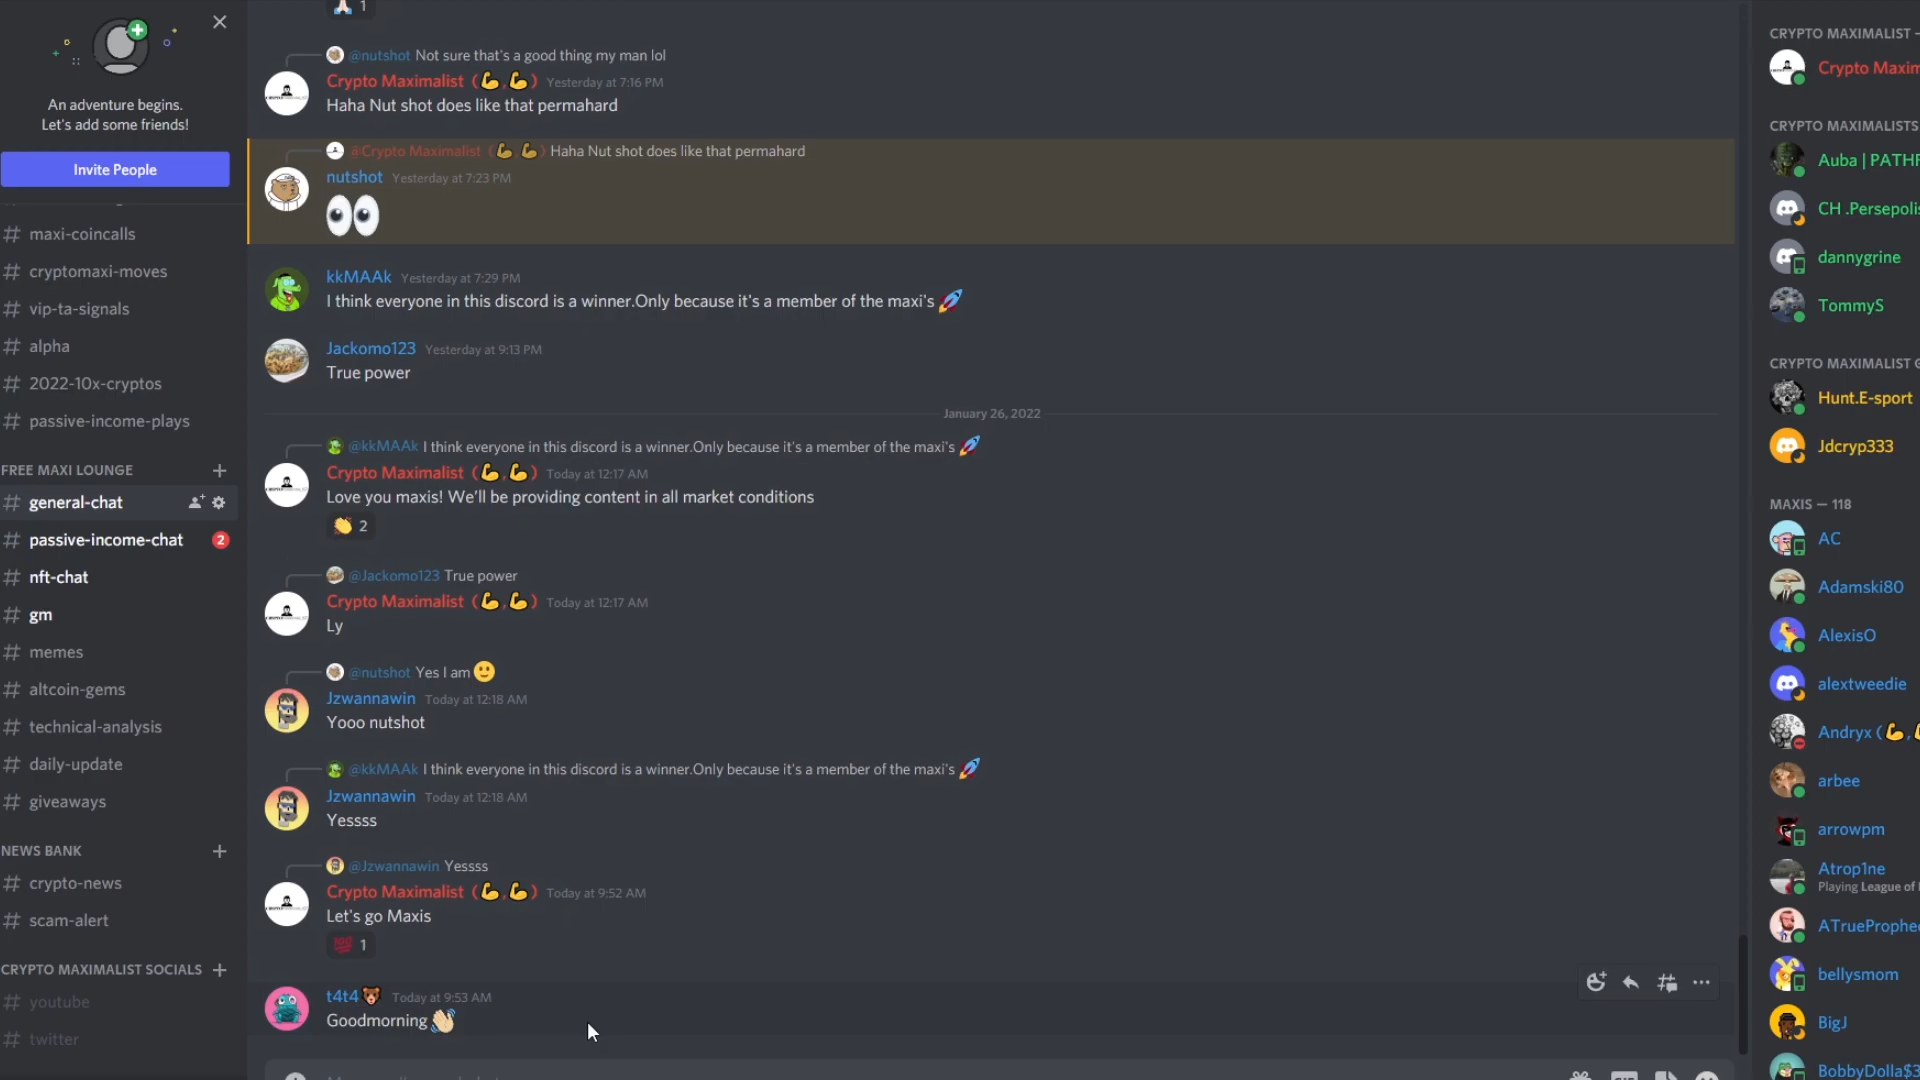 An adventure begins.
Let's add some friends!
Invite People
maxi-coincalls
cryptomaxi-moves
vip-ta-signals
alpha
2022-10x-cryptos
passive-income-plays
FREE MAXI LOUNGE
general-chat
passive-income-chat 2
nft-chat
gm
memes
altcoin-gems
technical-analysis
daily-update
giveaways
NEWS BANK
crypto-news
scam-alert
CRYPTO MAXIMALIST SOCIALS
youtube
twitter
🙏🏻 1
@nutshot Not sure that's a good thing my man lol
Crypto Maximalist (💪,💪) Yesterday at 7:16 PM
Haha Nut shot does like that permahard
@Crypto Maximalist (💪,💪) Haha Nut shot does like that permahard
nutshot Yesterday at 7:23 PM
👀
kkMAAk Yesterday at 7:29 PM
I think everyone in this discord is a winner.Only because it's a member of the maxi's 🚀
Jackomo123 Yesterday at 9:13 PM
True power
January 26, 2022
@kkMAAk I think everyone in this discord is a winner.Only because it's a member of the maxi's 🚀
Crypto Maximalist (💪,💪) Today at 12:17 AM
Love you maxis! We'll be providing content in all market conditions
👏 2
@Jackomo123 True power
Crypto Maximalist (💪,💪) Today at 12:17 AM
Ly
@nutshot Yes I am 🙂
Jzwannawin Today at 12:18 AM
Yooo nutshot
@kkMAAk I think everyone in this discord is a winner.Only because it's a member of the maxi's 🚀
Jzwannawin Today at 12:18 AM
Yessss
@Jzwannawin Yessss
Crypto Maximalist (💪,💪) Today at 9:52 AM
Let's go Maxis
💯 1
t4t4🐻 Today at 9:53 AM
Goodmorning 👋🏻
CRYPTO MAXIMALIST —
Crypto Maxim
CRYPTO MAXIMALISTS
Auba | PATHF
CH .Persepolis
dannygrine
TommyS
CRYPTO MAXIMALIST G
Hunt.E-sport
Jdcryp333
MAXIS — 118
AC
Adamski80
AlexisO
alextweedie
Andryx (💪,💪
arbee
arrowpm
Atrop1ne
Playing League of
ATrueProphe
bellysmom
BigJ
BobbyDolla$3